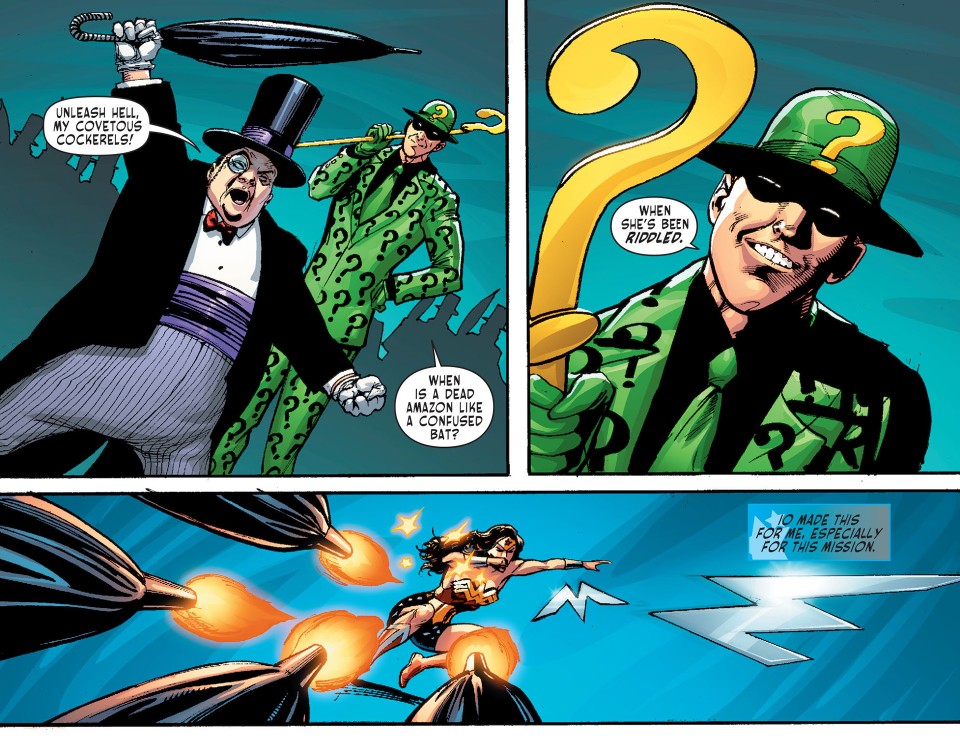 UNLEASH HELL,
MY COVETOUS
COCKERELS!
WHEN
IS A DEAD
AMAZON LIKE
A CONFUSED
BAT?
WHEN
SHE'S BEEN
RIDDLED.
IO MADE THIS
FOR ME, ESPECIALLY
FOR THIS MISSION.